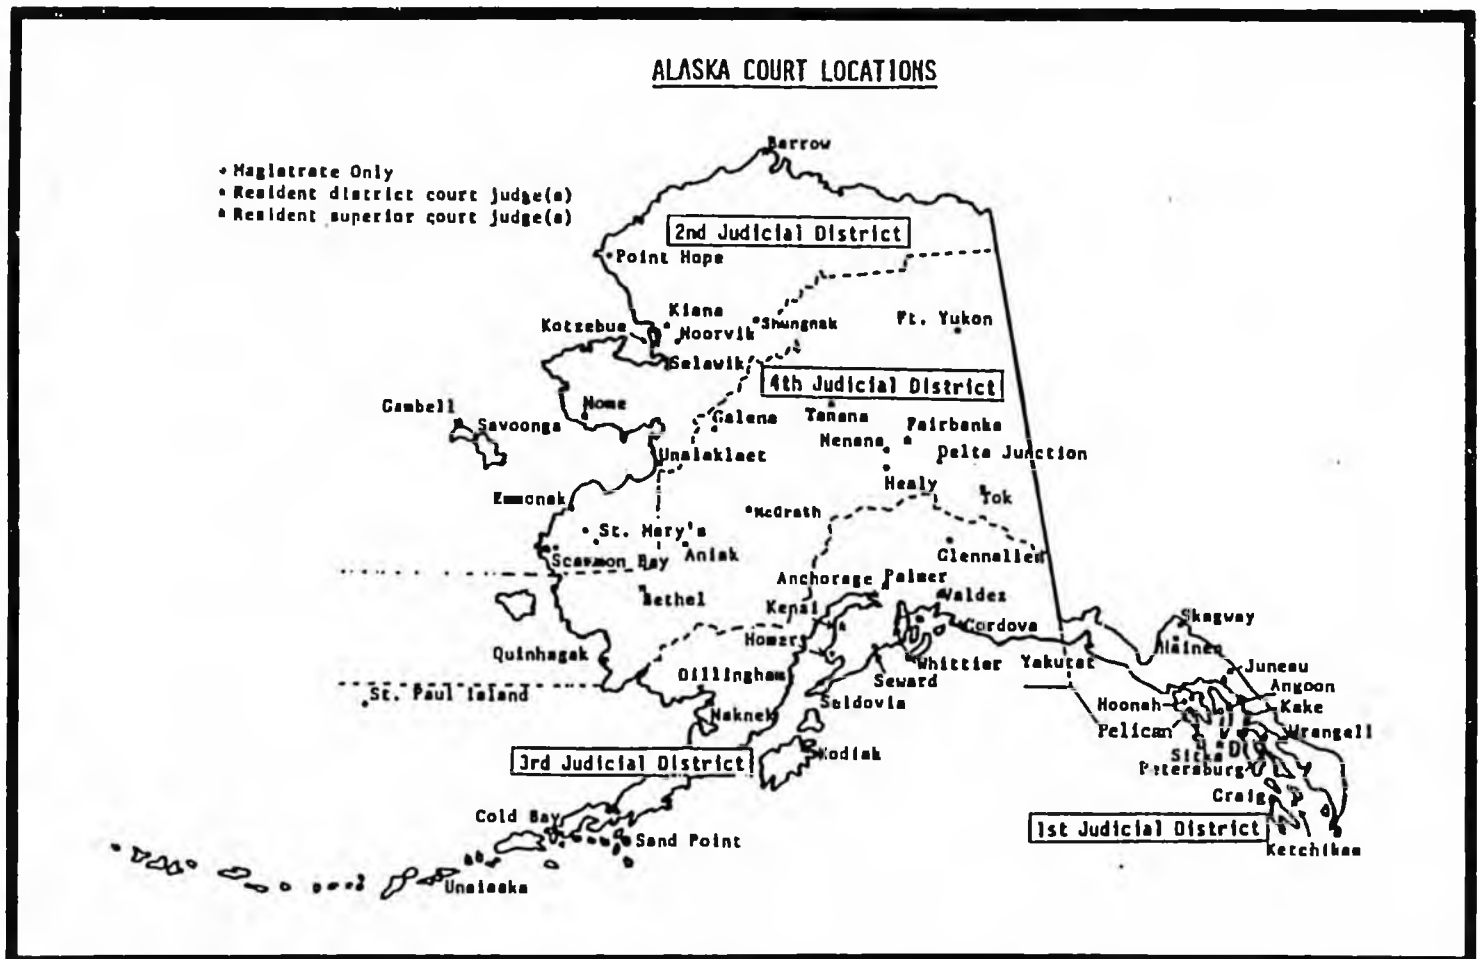 ALASKA COURT LOCATIONS
Barrow
Magistrate Only
Resident district court judge(s)
Resident superior court judge(s)
2nd Judicial District
Point Hope
Kiana
Kotzebue
Noorvik
Shungnak
Ft. Yukon
Selawik
4th Judicial District
Gambell
Savoonga
Nome
Galena
Tanana
Fairbanks
Nenana
Unalakleet
Delta Junction
Healy
Emmonak
Tok
McGrath
St. Mary's
Aniak
Scammon Bay
Glennallen
Anchorage
Palmer
Bethel
Kenai
Valdez
Cordova
Skagway
Homer
Haines
Quinhagak
Whittier
Yakutat
Dillingham
Seward
Juneau
St. Paul Island
Seldovia
Angoon
Naknek
Hoonah
Kake
Pelican
Wrangell
Kodiak
Sitka
3rd Judicial District
Petersburg
Craig
Cold Bay
Sand Point
1st Judicial District
Ketchikan
Unalaska